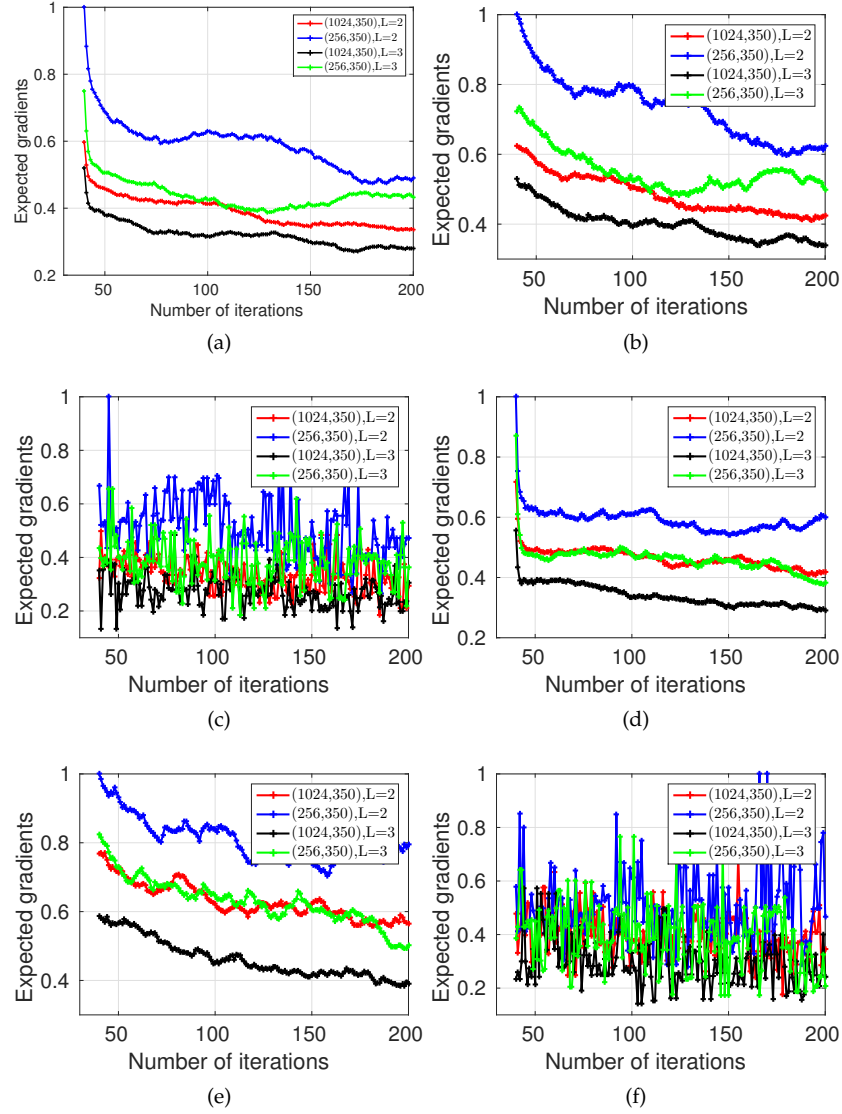 1
0.8
0.6
0.4
0.2
Expected gradients
50 100 150 200
Number of iterations
(1024,350),L=2
(256,350),L=2
(1024,350),L=3
(256,350),L=3
(a)
1
0.8
0.6
0.4
Expected gradients
50 100 150 200
Number of iterations
(1024,350),L=2
(256,350),L=2
(1024,350),L=3
(256,350),L=3
(b)
1
0.8
0.6
0.4
0.2
Expected gradients
50 100 150 200
Number of iterations
(1024,350),L=2
(256,350),L=2
(1024,350),L=3
(256,350),L=3
(c)
1
0.8
0.6
0.4
0.2
Expected gradients
50 100 150 200
Number of iterations
(1024,350),L=2
(256,350),L=2
(1024,350),L=3
(256,350),L=3
(d)
1
0.8
0.6
0.4
Expected gradients
50 100 150 200
Number of iterations
(1024,350),L=2
(256,350),L=2
(1024,350),L=3
(256,350),L=3
(e)
1
0.8
0.6
0.4
0.2
Expected gradients
50 100 150 200
Number of iterations
(1024,350),L=2
(256,350),L=2
(1024,350),L=3
(256,350),L=3
(f)